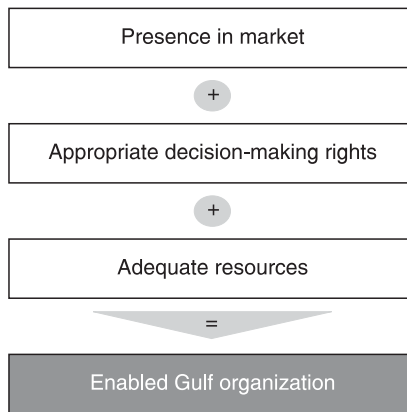 Presence in market
+
Appropriate decision-making rights
+
Adequate resources
=
Enabled Gulf organization